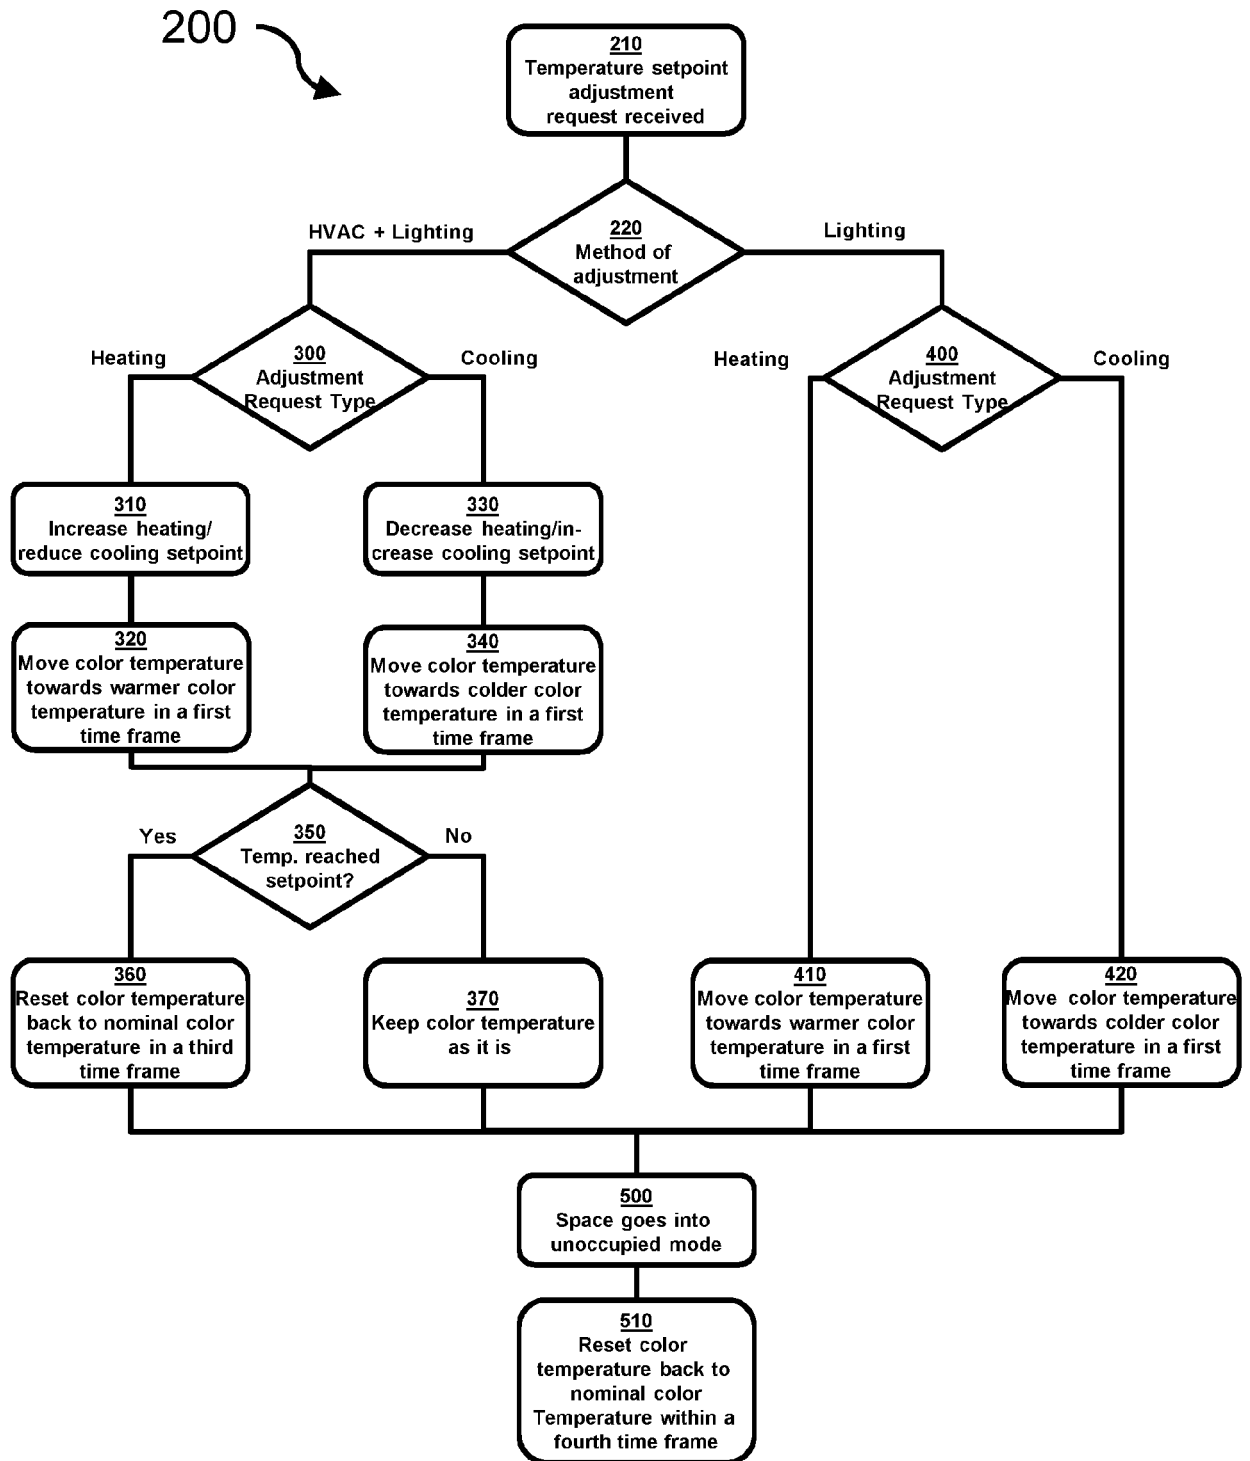 200
210
Temperature setpoint
adjustment
request received
HVAC + Lighting
220
Method of
adjustment
Lighting
Heating
300
Adjustment
Request Type
Cooling
Heating
400
Adjustment
Request Type
Cooling
310
Increase heating/
reduce cooling setpoint
330
Decrease heating/in-
crease cooling setpoint
320
Move color temperature
towards warmer color
temperature in a first
time frame
340
Move color temperature
towards colder color
temperature in a first
time frame
Yes
350
Temp. reached
setpoint?
No
360
Reset color temperature
back to nominal color
temperature in a third
time frame
370
Keep color temperature
as it is
410
Move color temperature
towards warmer color
temperature in a first
time frame
420
Move color temperature
towards colder color
temperature in a first
time frame
500
Space goes into
unoccupied mode
510
Reset color
temperature back to
nominal color
Temperature within a
fourth time frame